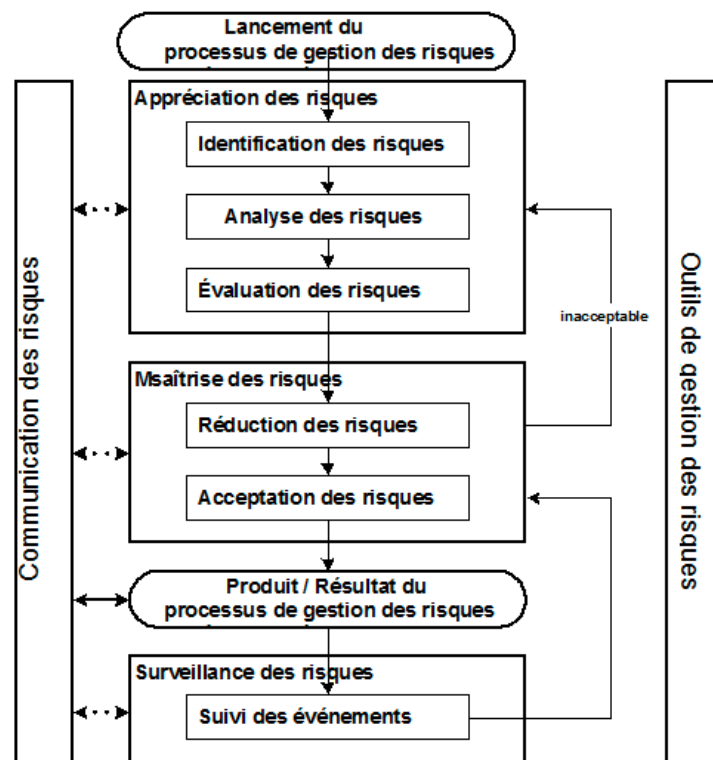 Lancement du
processus de gestion des risques
Appréciation des risques
Identification des risques
Analyse des risques
Évaluation des risques
inacceptable
Msaîtrise des risques
Réduction des risques
Acceptation des risques
Produit / Résultat du
processus de gestion des risques
Surveillance des risques
Suivi des événements
Communication des risques
Outils de gestion des risques